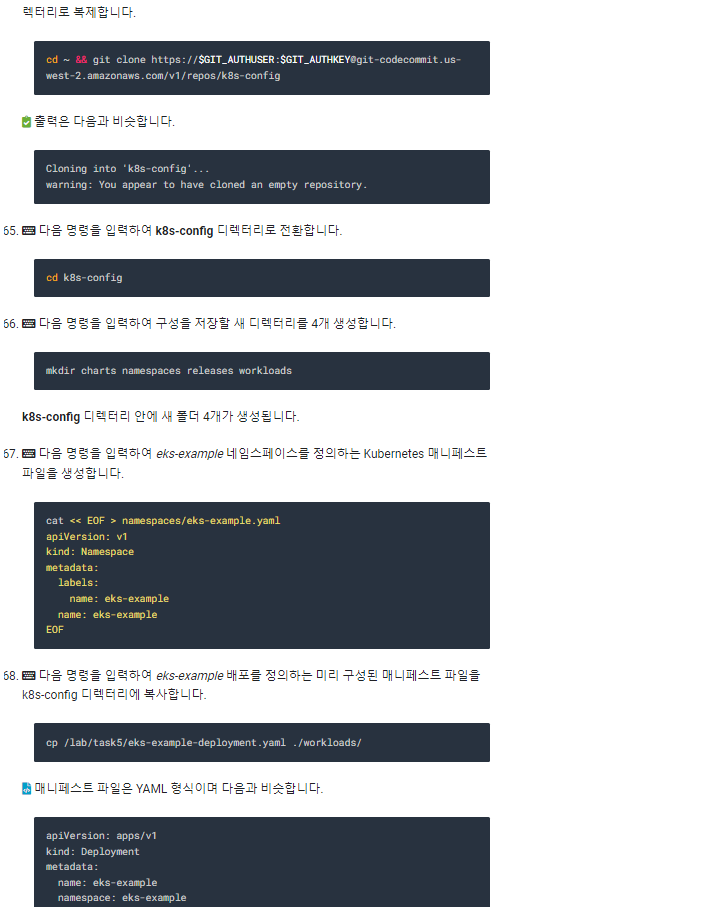 렉터리로 복제합니다.
cd ~ && git clone https://$GIT_AUTHUSER:$GIT_AUTHKEY@git-codecommit.us-
west-2.amazonaws.com/v1/repos/k8s-config
출력은 다음과 비슷합니다.
Cloning into 'k8s-config'...
warning: You appear to have cloned an empty repository.
65. 다음 명령을 입력하여 k8s-config 디렉터리로 전환합니다.
cd k8s-config
66. 다음 명령을 입력하여 구성을 저장할 새 디렉터리를 4개 생성합니다.
mkdir charts namespaces releases workloads
k8s-config 디렉터리 안에 새 폴더 4개가 생성됩니다.
67. 다음 명령을 입력하여 eks-example 네임스페이스를 정의하는 Kubernetes 매니페스트
파일을 생성합니다.
cat << EOF > namespaces/eks-example.yaml
apiVersion: v1
kind: Namespace
metadata:
  labels:
    name: eks-example
  name: eks-example
EOF
68. 다음 명령을 입력하여 eks-example 배포를 정의하는 미리 구성된 매니페스트 파일을
k8s-config 디렉터리에 복사합니다.
cp /lab/task5/eks-example-deployment.yaml ./workloads/
매니페스트 파일은 YAML 형식이며 다음과 비슷합니다.
apiVersion: apps/v1
kind: Deployment
metadata:
  name: eks-example
  namespace: eks-example